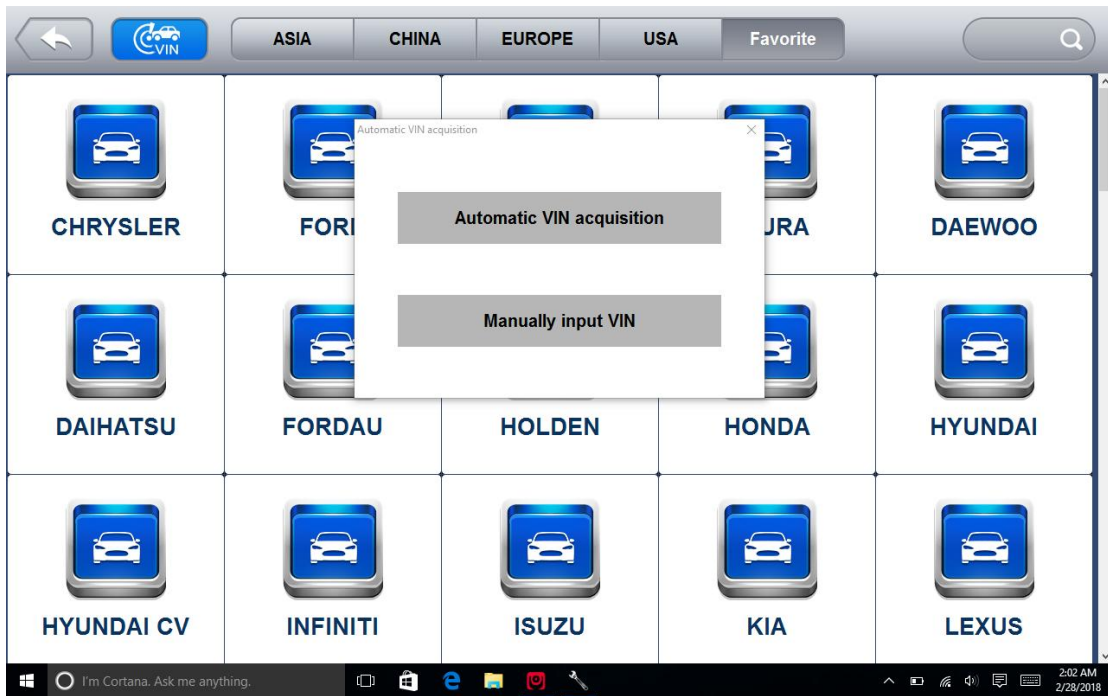 VIN
ASIA
CHINA
EUROPE
USA
Favorite
Automatic VIN acquisition
Automatic VIN acquisition
Manually input VIN
CHRYSLER
DAEWOO
DAIHATSU
FORDAU
HOLDEN
HONDA
HYUNDAI
HYUNDAI CV
INFINITI
ISUZU
KIA
LEXUS
I'm Cortana. Ask me anything.
2:02 AM
2/28/2018